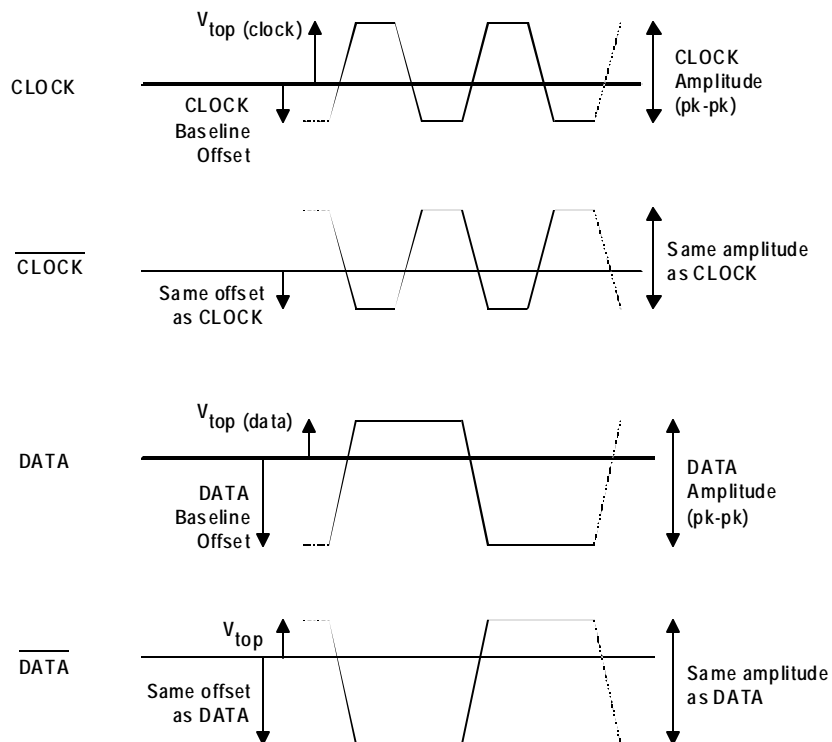 V top (clock)
CLOCK
CLOCK
Baseline
Offset
CLOCK
Amplitude
(pk-pk)
CLOCK
Same offset
as CLOCK
Same amplitude
as CLOCK
V top (data)
DATA
DATA
Baseline
Offset
DATA
Amplitude
(pk-pk)
V top
DATA
Same offset
as DATA
Same amplitude
as DATA